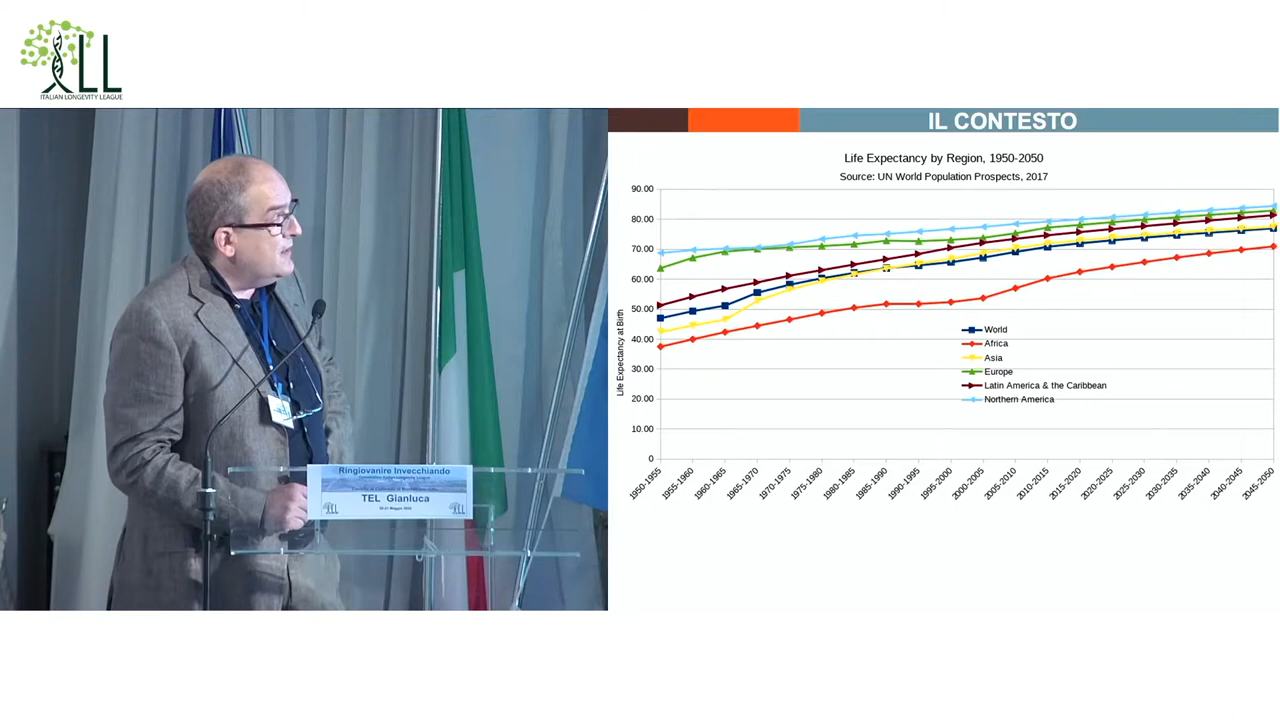 LL
ITALIAN LONGEVITY LEAGUE
IL CONTESTO
Life Expectancy by Region, 1950-2050
Source: UN World Population Prospects, 2017
90.00
80.00
70.00
60.00
50.00
40.00
30.00
20.00
10.00
0
Life Expectancy at Birth
World
Africa
Asia
Europe
Latin America & the Caribbean
Northern America
1950-1955
1955-1960
1960-1965
1965-1970
1970-1975
1975-1980
1980-1985
1985-1990
1990-1995
1995-2000
2000-2005
2005-2010
2010-2015
2015-2020
2020-2025
2025-2030
2030-2035
2035-2040
2040-2045
2045-2050
Ringiovanire Invecchiando
TEL Gianluca